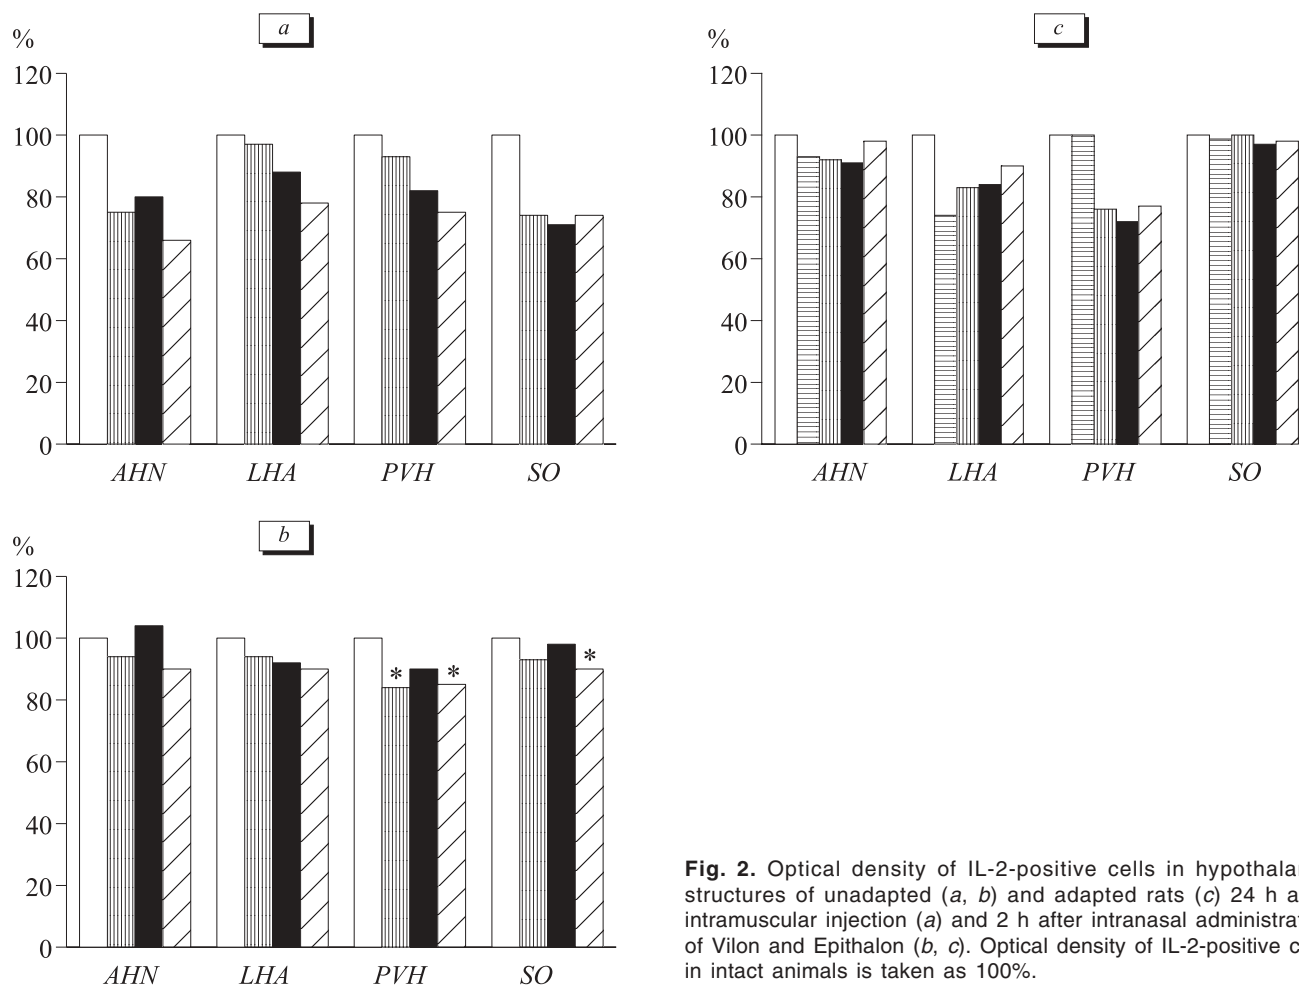 a
%
120
100
80
60
40
20
0
AHN LHA PVH SO
c
%
120
100
80
60
40
20
0
AHN LHA PVH SO
b
%
120
100
80
60
40
20
0
* * *
AHN LHA PVH SO
Fig. 2. Optical density of IL-2-positive cells in
structures of unadapted (a, b) and adapted rats (c) 24 h
intramuscular injection (a) and 2 h after intranasal
of Vilon and Epithalon (b, c). Optical density of IL-2-positive
in intact animals is taken as 100%.